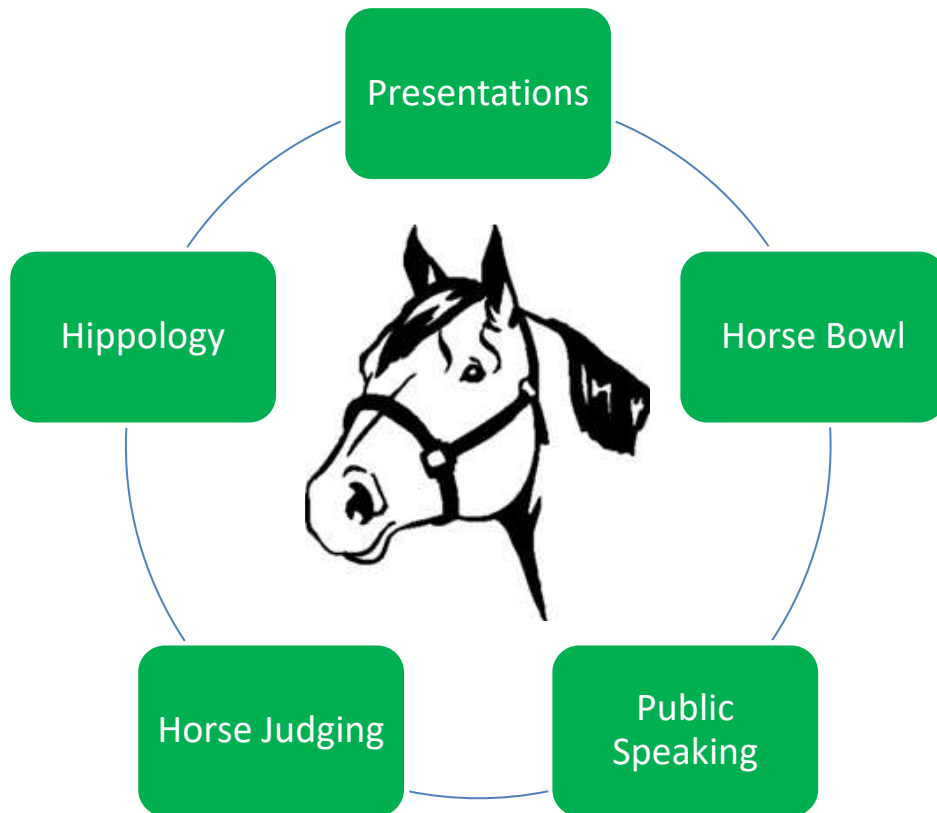 Presentations
Hippology
Horse Bowl
Horse Judging
Public
Speaking